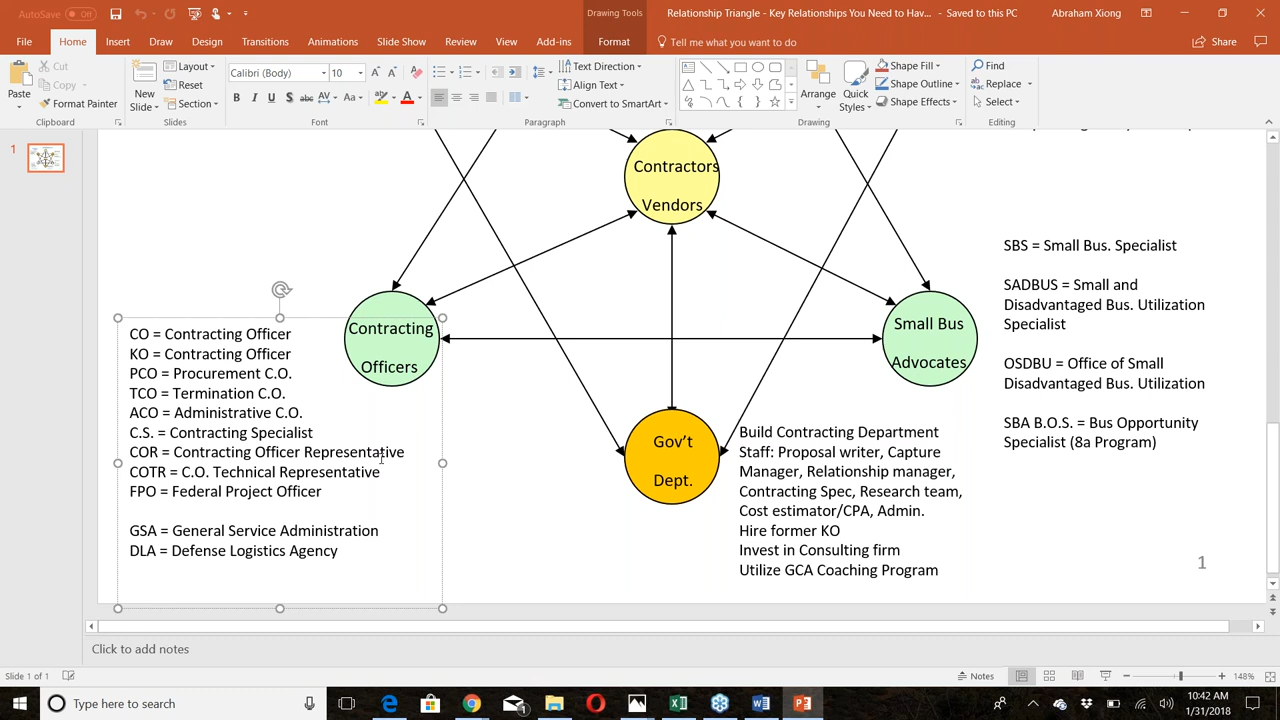 AutoSave Off
Drawing Tools
Relationship Triangle - Key Relationships You Need to Hav... - Saved to this PC
Abraham Xiong
File Home Insert Draw Design Transitions Animations Slide Show Review View Add-ins Format Tell me what you want to do Share
Paste
Cut
Copy
Format Painter
Clipboard
New Slide
Layout
Reset
Section
Slides
Calibri (Body) 10
Font
Paragraph
Text Direction
Align Text
Convert to SmartArt
Arrange
Quick Styles
Shape Fill
Shape Outline
Shape Effects
Drawing
Find
Replace
Select
Editing
1
Contractors
Vendors
Contracting
Officers
Small Bus
Advocates
Gov't
Dept.
CO = Contracting Officer
KO = Contracting Officer
PCO = Procurement C.O.
TCO = Termination C.O.
ACO = Administrative C.O.
C.S. = Contracting Specialist
COR = Contracting Officer Representative
COTR = C.O. Technical Representative
FPO = Federal Project Officer
GSA = General Service Administration
DLA = Defense Logistics Agency
Build Contracting Department
Staff: Proposal writer, Capture
Manager, Relationship manager,
Contracting Spec, Research team,
Cost estimator/CPA, Admin.
Hire former KO
Invest in Consulting firm
Utilize GCA Coaching Program
SBS = Small Bus. Specialist
SADBUS = Small and
Disadvantaged Bus. Utilization
Specialist
OSDBU = Office of Small
Disadvantaged Bus. Utilization
SBA B.O.S. = Bus Opportunity
Specialist (8a Program)
1
Click to add notes
Slide 1 of 1
Notes
148%
Type here to search
10:42 AM
1/31/2018